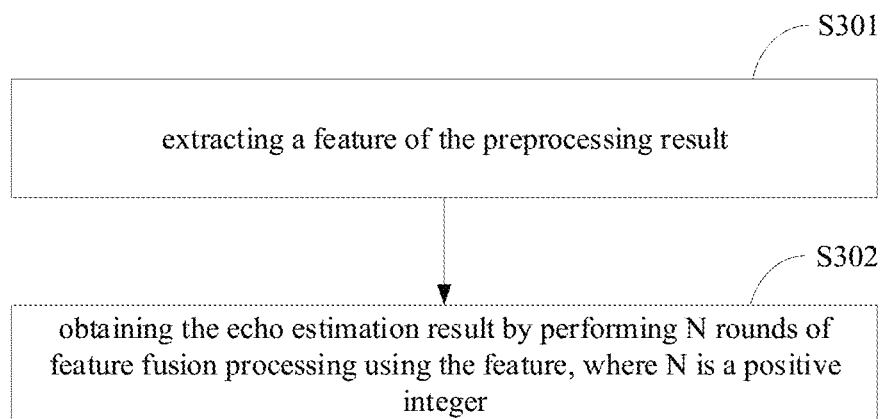 S301
extracting a feature of the preprocessing result
S302
obtaining the echo estimation result by performing N rounds of
feature fusion processing using the feature, where N is a positive
integer